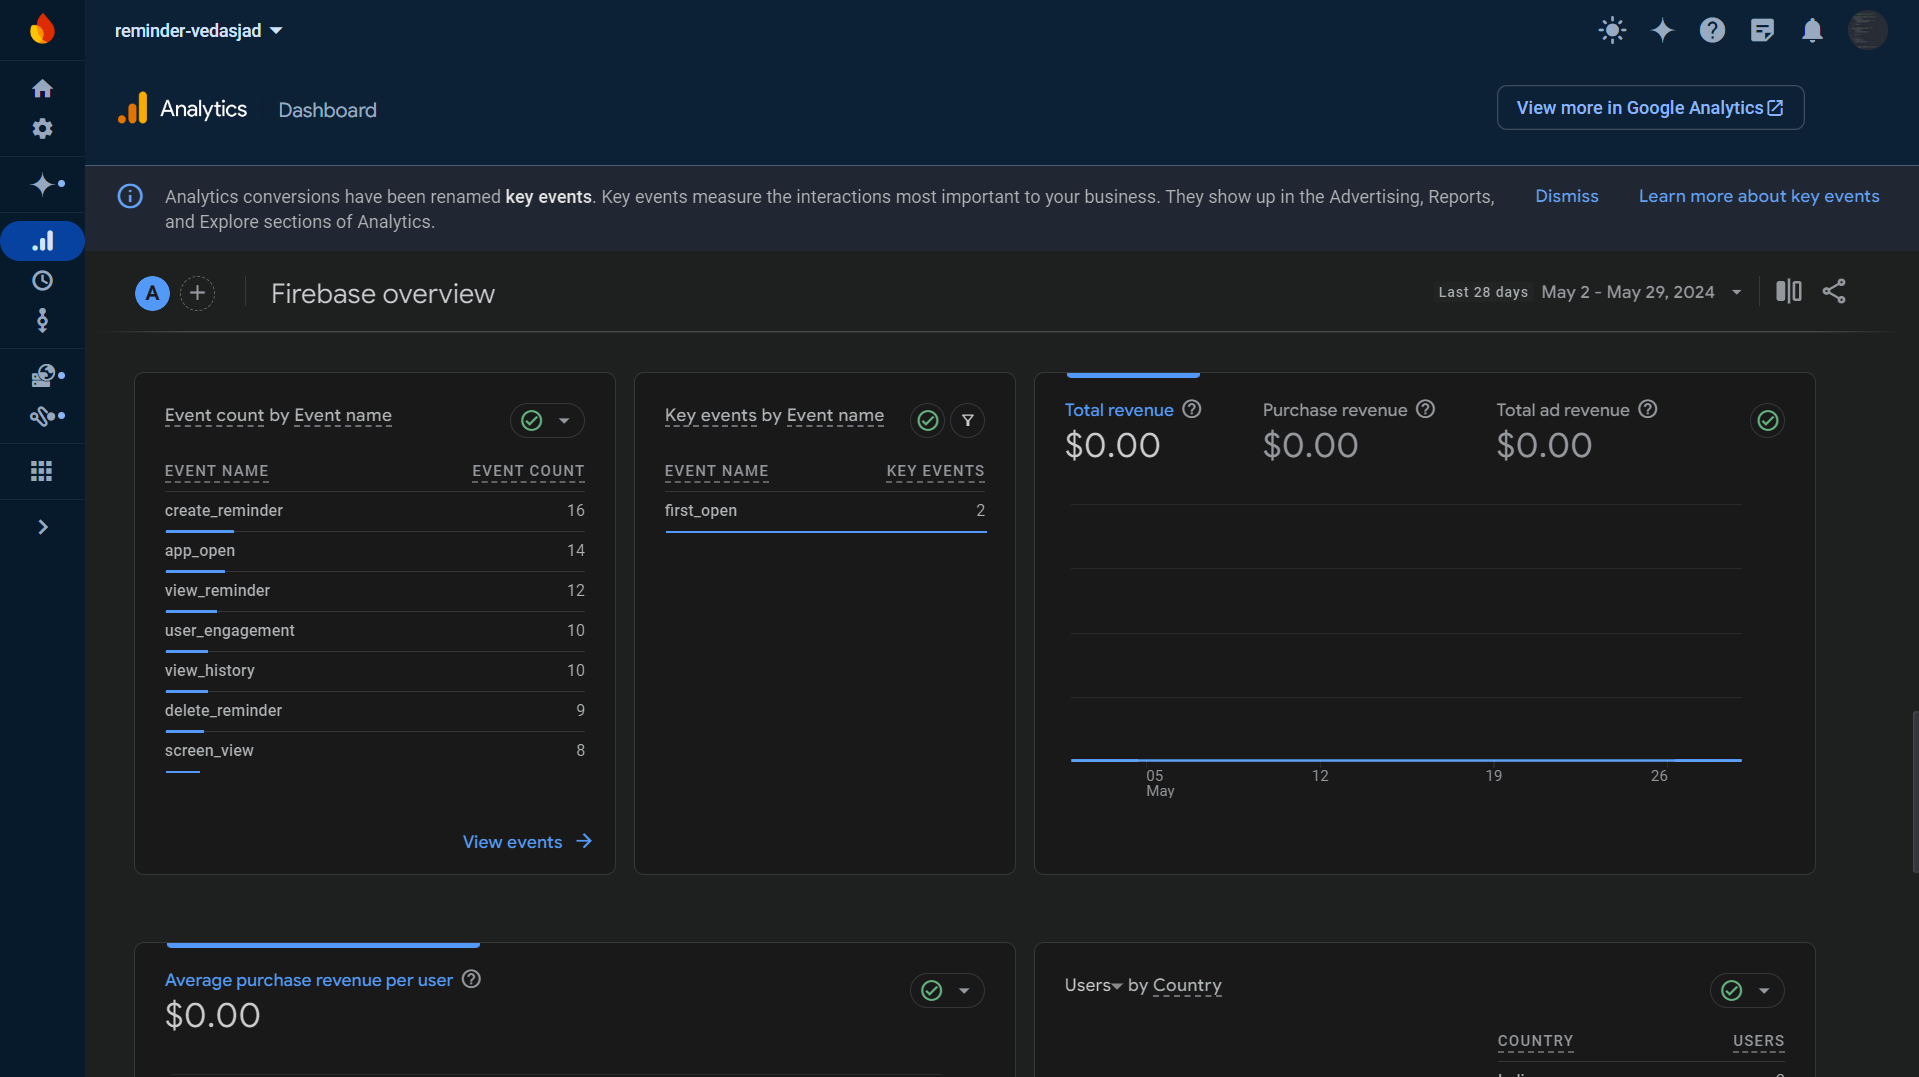 reminder-vedasjad
Analytics
Dashboard
View more in Google Analytics
Analytics conversions have been renamed key events. Key events measure the interactions most important to your business. They show up in the Advertising, Reports,
and Explore sections of Analytics.
Dismiss
Learn more about key events
A
Firebase overview
Last 28 days
May 2 - May 29, 2024
Event count by Event name
EVENT NAME EVENT COUNT
create_reminder 16
app_open 14
view_reminder 12
user_engagement 10
view_history 10
delete_reminder 9
screen_view 8
View events
Key events by Event name
EVENT NAME KEY EVENTS
first_open 2
Total revenue Purchase revenue Total ad revenue
$0.00 $0.00 $0.00
05 12 19 26
May
Average purchase revenue per user
$0.00
Users by Country
COUNTRY USERS